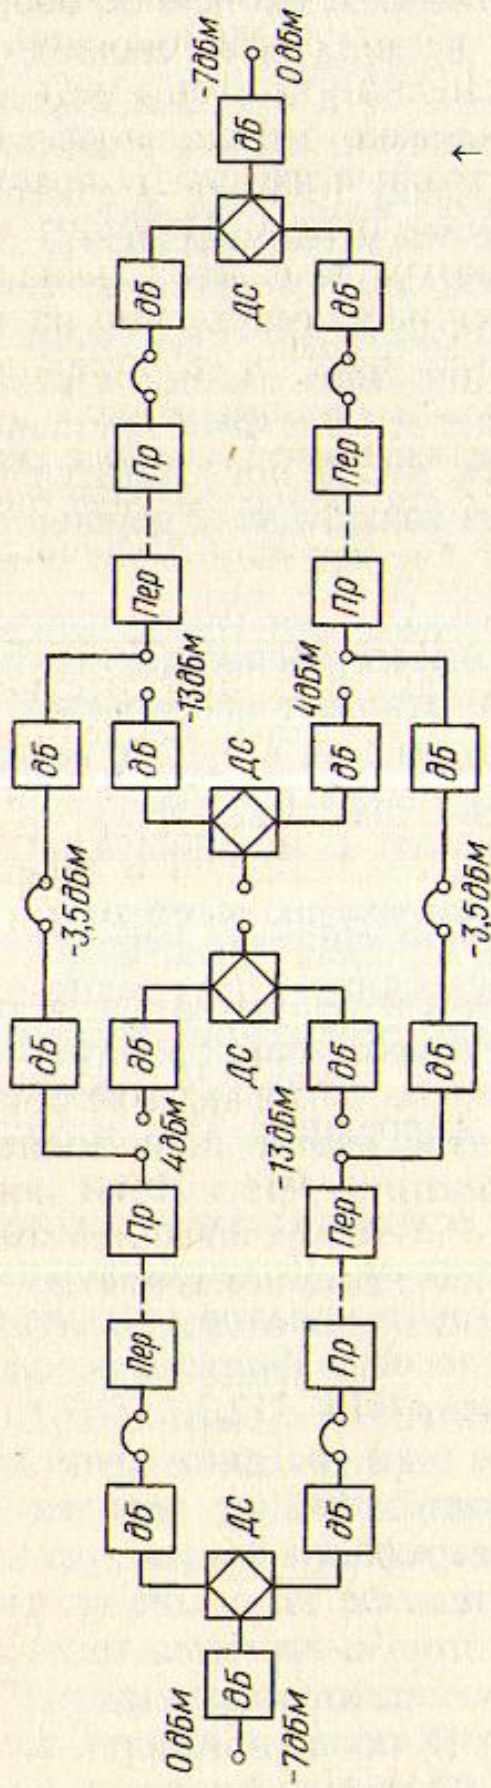 дБ дБ
-3,5дБм
дБ Пер Пр дБ дБ Пер Пр дБ
0дБм 4дБм -13дБм -7дБм
дБ ДС ДС ДС ДС дБ
-7дБм -13дБм 4дБм 0дБм
дБ Пр Пер дБ дБ Пр Пер дБ
дБ дБ
-3,5дБм